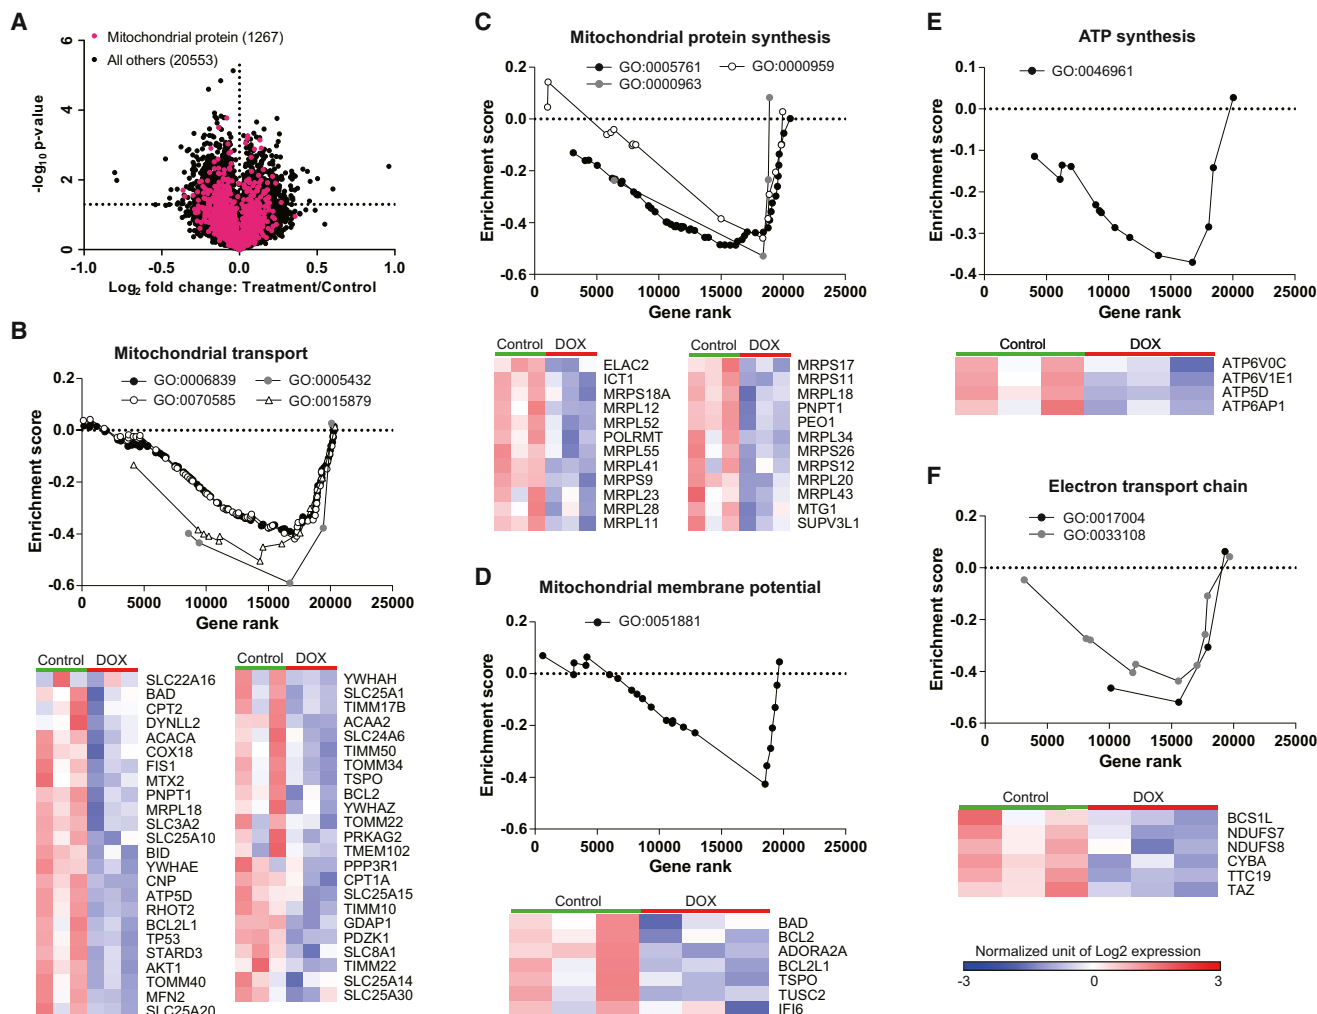 A
Mitochondrial protein (1267)
All others (20553)
6
4
2
0
-log10 p-value
-1.0 -0.5 0.0 0.5 1.0
Log2 fold change: Treatment/Control
B
Mitochondrial transport
GO:0006839 GO:0005432
GO:0070585 GO:0015879
0.2
0.0
-0.2
-0.4
-0.6
Enrichment score
0 5000 10000 15000 20000 25000
Gene rank
Control DOX
SLC22A16
BAD
CPT2
DYNLL2
ACACA
COX18
FIS1
MTX2
PNPT1
MRPL18
SLC3A2
SLC25A10
BID
YWHAE
CNP
ATP5D
RHOT2
BCL2L1
TP53
STARD3
AKT1
TOMM40
MFN2
SLC25A20
Control DOX
YWHAH
SLC25A1
TIMM17B
ACAA2
SLC24A6
TIMM50
TOMM34
TSPO
BCL2
YWHAZ
TOMM22
PRKAG2
TMEM102
PPP3R1
CPT1A
SLC25A15
TIMM10
GDAP1
PDZK1
SLC8A1
TIMM22
SLC25A14
SLC25A30
C
Mitochondrial protein synthesis
GO:0005761 GO:0000959
GO:0000963
0.2
0.0
-0.2
-0.4
-0.6
Enrichment score
0 5000 10000 15000 20000 25000
Gene rank
Control DOX
ELAC2
ICT1
MRPS18A
MRPL12
MRPL52
POLRMT
MRPL55
MRPL41
MRPS9
MRPL23
MRPL28
MRPL11
Control DOX
MRPS17
MRPS11
MRPL18
PNPT1
PEO1
MRPL34
MRPS26
MRPS12
MRPL20
MRPL43
MTG1
SUPV3L1
D
Mitochondrial membrane potential
GO:0051881
0.2
0.0
-0.2
-0.4
-0.6
Enrichment score
0 5000 10000 15000 20000 25000
Gene rank
Control DOX
BAD
BCL2
ADORA2A
BCL2L1
TSPO
TUSC2
IFI6
E
ATP synthesis
GO:0046961
0.1
0.0
-0.1
-0.2
-0.3
-0.4
Enrichment score
0 5000 10000 15000 20000 25000
Gene rank
Control DOX
ATP6V0C
ATP6V1E1
ATP5D
ATP6AP1
F
Electron transport chain
GO:0017004
GO:0033108
0.2
0.0
-0.2
-0.4
-0.6
Enrichment score
0 5000 10000 15000 20000 25000
Gene rank
Control DOX
BCS1L
NDUFS7
NDUFS8
CYBA
TTC19
TAZ
Normalized unit of Log2 expression
-3 0 3